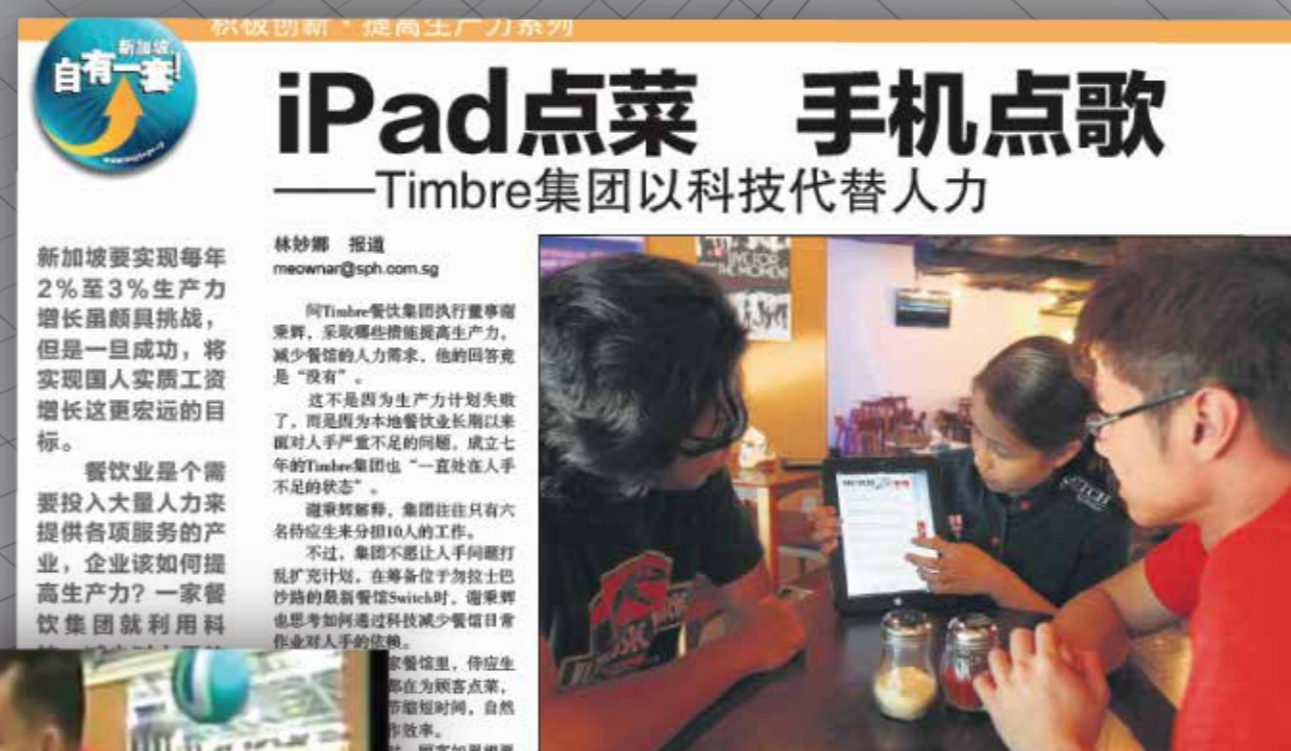 积极创新·提高生产力系列
新加坡，
自有一套！
iPad点菜 手机点歌
——Timbre集团以科技代替人力
新加坡要实现每年
2%至3%生产力
增长虽颇具挑战，
但是一旦成功，将
实现国人实质工资
增长这更宏远的目
标。
餐饮业是个需
要投入大量人力来
提供各项服务的产
业，企业该如何提
高生产力？一家餐
饮集团就利用科
林妙娜 报道
meownar@sph.com.sg
问Timbre餐饮集团执行董事谢
秉辉，采取哪些措施提高生产力，
减少餐馆的人力需求，他的回答竟
是“没有”。
这不是因为生产力计划失败
了，而是因为本地餐饮业长期以来
面对人手严重不足的问题，成立七
年的Timbre集团也“一直处在人手
不足的状态”。
谢秉辉解释，集团往往只有六
名侍应生来分担10人的工作。
不过，集团不愿让人手问题打
乱扩充计划，在筹备位于勿拉士巴
沙路的最新餐馆Switch时，谢秉辉
也思考如何通过科技减少餐馆日常
作业对人手的依赖。
家餐馆里，侍应生
都在为顾客点菜，
节缩短时间，自然
作效率。
时，顾客如果想要